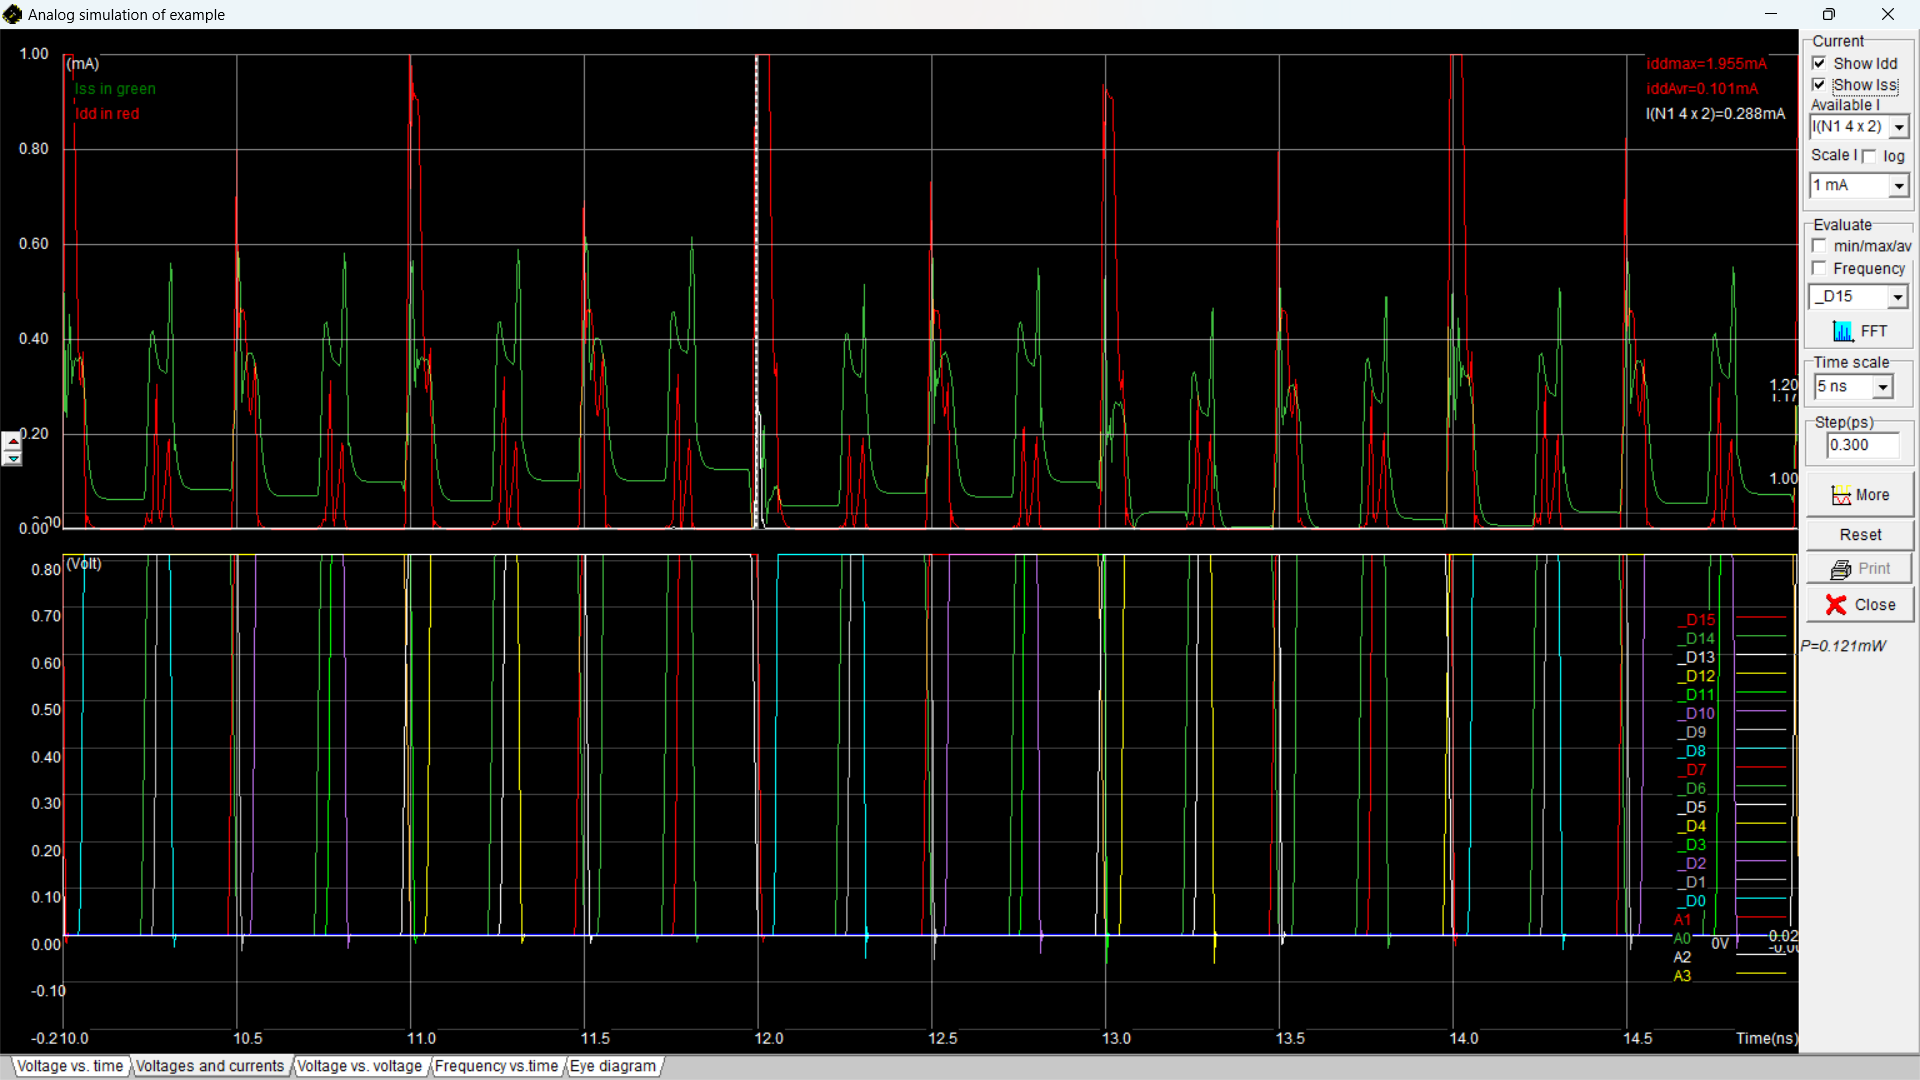 Analog simulation of example
1.00
(mA)
Iss in green
Idd in red
iddmax=1.955mA
iddAvr=0.101mA
I(N1 4 x 2)=0.288mA
0.80
0.60
0.40
0.20
0.00
1.20
1.17
1.00
(Volt)
0.80
0.70
0.60
0.50
0.40
0.30
0.20
0.10
0.00
-0.10
-0.210.0
10.5
11.0
11.5
12.0
12.5
13.0
13.5
14.0
14.5
Time(ns)
_D15
_D14
_D13
_D12
_D11
_D10
_D9
_D8
_D7
_D6
_D5
_D4
_D3
_D2
_D1
_D0
A1
A0
A2
A3
0V
0.02
Current
Show Idd
Show Iss
Available I
I(N1 4 x 2)
Scale I log
1 mA
Evaluate
min/max/av
Frequency
_D15
FFT
Time scale
5 ns
Step(ps)
0.300
More
Reset
Print
Close
P=0.121mW
Voltage vs. time
Voltages and currents
Voltage vs. voltage
Frequency vs.time
Eye diagram